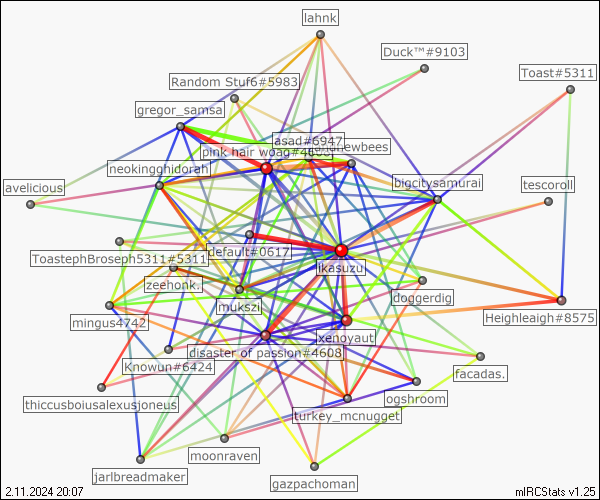 lahnk
Duck™#9103
Toast#5311
Random Stuf6#5983
gregor_samsa
asad#6947
pink hair woag#4
newbees
neokingghidorah
bigcitysamurai
avelicious
tescoroll
default#0617
ToastephBroseph5311#5311
ikasuzu
zeehonk.
doggerdig
mukszi
mingus4742
Heighleaigh#8575
xenoyaut
disaster of passion#4608
Knowun#6424
facadas.
thiccusboiusalexusjoneus
ogshroom
turkey_mcnugget
moonraven
jarlbreadmaker
gazpachoman
2.11.2024 20:07
mIRCStats v1.25